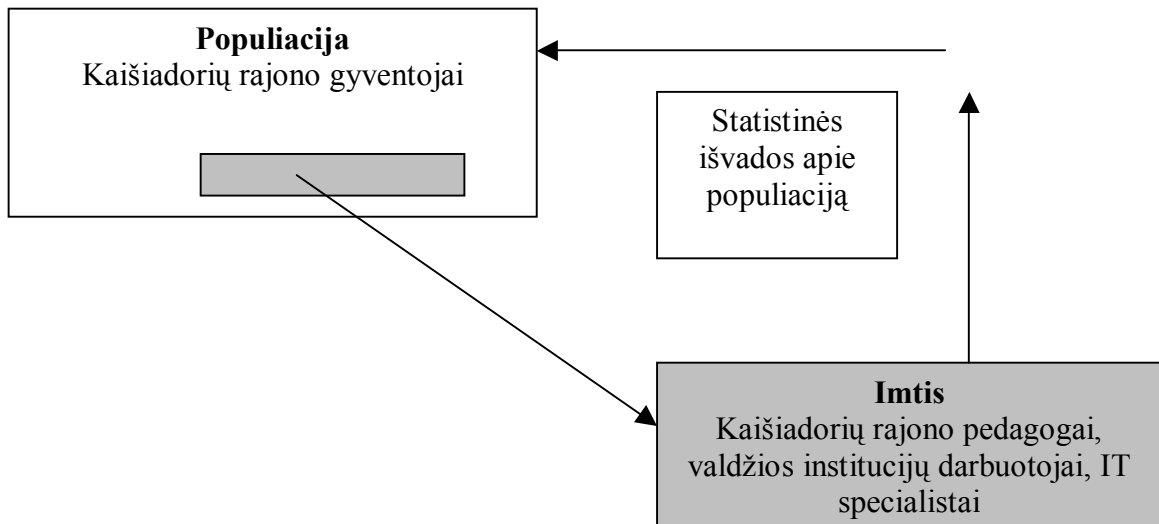 Populiacija
Kaišiadorių rajono gyventojai
Statistinės
išvados apie
populiaciją
Imtis
Kaišiadorių rajono pedagogai,
valdžios institucijų darbuotojai, IT
specialistai